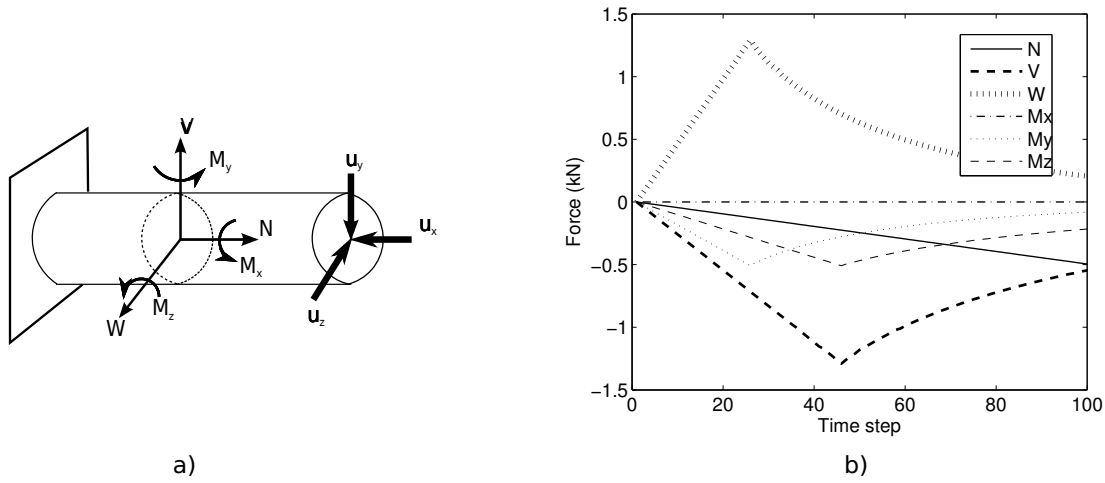 V
M_y
N
M_x
M_z
W
u_y
u_x
u_z
a)
1.5
1
0.5
0
−0.5
−1
−1.5
0
20
40
60
80
100
Force (kN)
Time step
N
V
W
Mx
My
Mz
b)